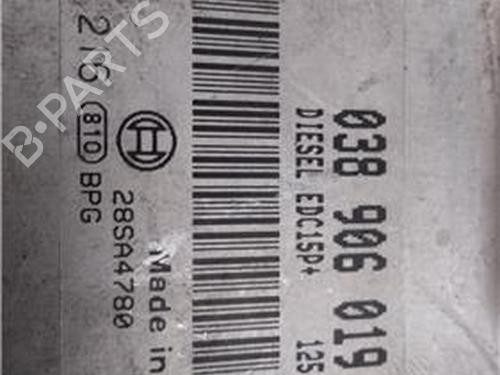 038 906 019
DIESEL EDC15P+ 125
Made in
28SA4780
216 810 BPG
B-PARTS